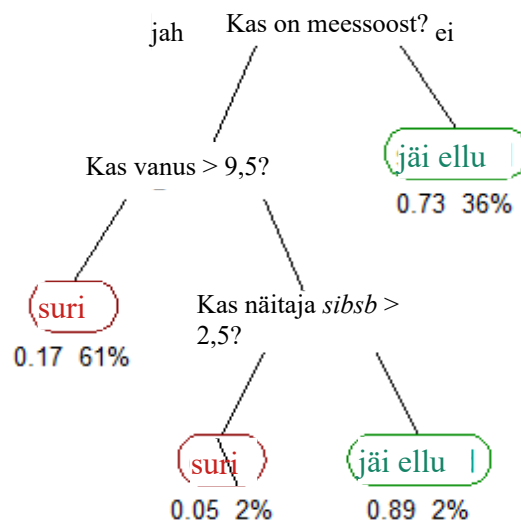 jah Kas on meessoost? ei
jäi ellu
0.73 36%
Kas vanus > 9,5?
suri
0.17 61%
Kas näitaja sibsb >
2,5?
suri
0.05 2%
jäi ellu
0.89 2%